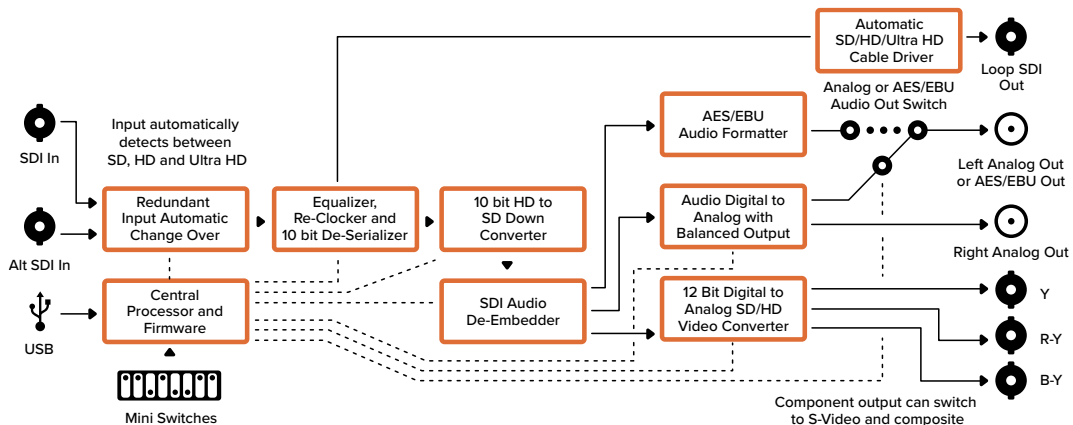 Automatic
SD/HD/Ultra HD
Cable Driver
Loop SDI
Out
SDI In
Input automatically
detects between
SD, HD and Ultra HD
AES/EBU
Audio Formatter
Analog or AES/EBU
Audio Out Switch
Left Analog Out
or AES/EBU Out
Alt SDI In
Redundant
Input Automatic
Change Over
Equalizer,
Re-Clocker and
10 bit De-Serializer
10 bit HD to
SD Down
Converter
Audio Digital to
Analog with
Balanced Output
Right Analog Out
USB
Central
Processor and
Firmware
SDI Audio
De-Embedder
12 Bit Digital to
Analog SD/HD
Video Converter
Y
R-Y
B-Y
Mini Switches
Component output can switch
to S-Video and composite